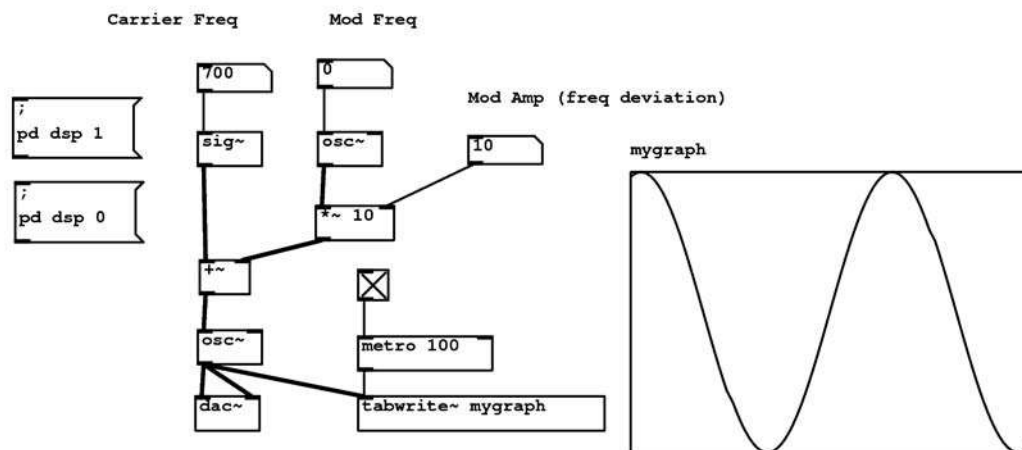 Carrier Freq
Mod Freq
700
0
Mod Amp (freq deviation)
;
pd dsp 1
sig~
osc~
10
mygraph
;
pd dsp 0
*~ 10
+~
osc~
metro 100
dac~
tabwrite~ mygraph